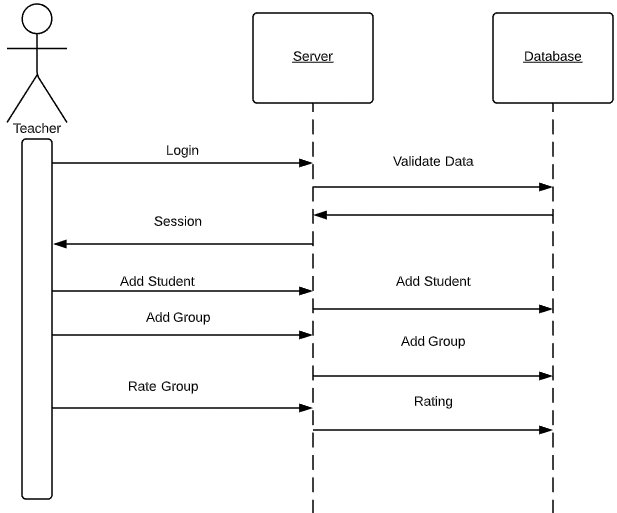 Server
Database
Teacher
Login
Validate Data
Session
Add Student
Add Student
Add Group
Add Group
Rate Group
Rating